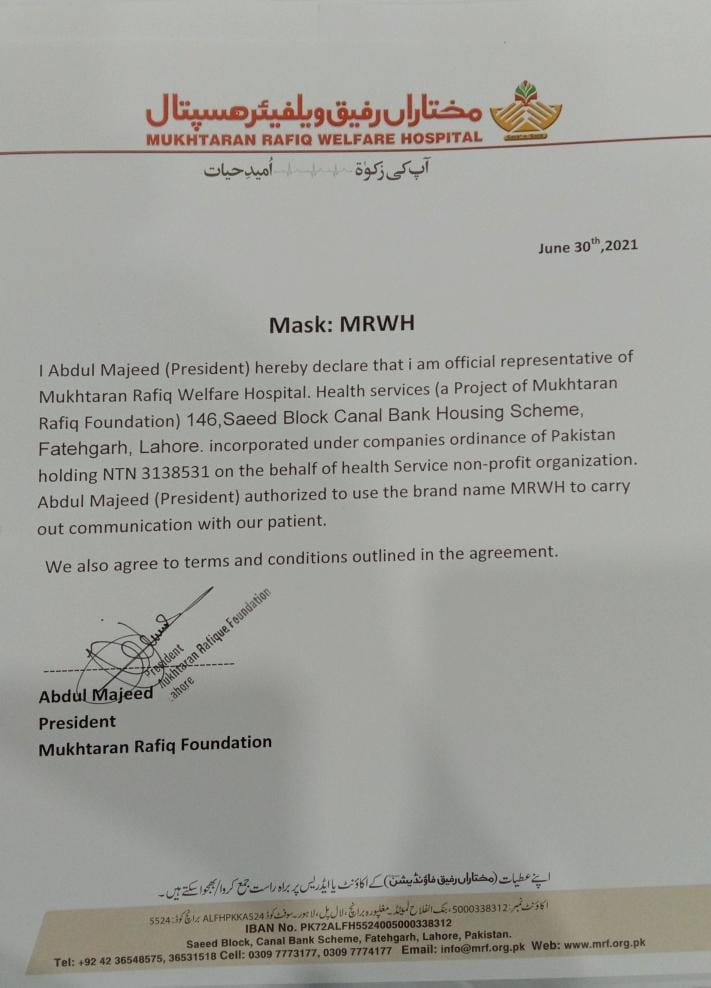 مختاراں رفیق ویلفیئر ہسپتال
MUKHTARAN RAFIQ WELFARE HOSPITAL
آپ کی زکوٰۃ اُمیدِ حیات
June 30th,2021
Mask: MRWH
I Abdul Majeed (President) hereby declare that i am official representative of
Mukhtaran Rafiq Welfare Hospital. Health services (a Project of Mukhtaran
Rafiq Foundation) 146,Saeed Block Canal Bank Housing Scheme,
Fatehgarh, Lahore. incorporated under companies ordinance of Pakistan
holding NTN 3138531 on the behalf of health Service non-profit organization.
Abdul Majeed (President) authorized to use the brand name MRWH to carry
out communication with our patient.
We also agree to terms and conditions outlined in the agreement.
President
Mukhtaran Rafique Foundation
Lahore
Abdul Majeed
President
Mukhtaran Rafiq Foundation
اپنے عطیات (مختاراں رفیق فاؤنڈیشن) کے اکاؤنٹ یا ایڈریس پر براہ راست جمع کروا/بھجوا سکتے ہیں۔
اکاؤنٹ نمبر: 5000338312، بنک الفلاح لمیٹڈ۔ مغلپورہ برانچ، لال پل، لاہور۔ سوفٹ کوڈ ALFHPKKA524 برانچ کوڈ: 5524
IBAN No. PK72ALFH5524005000338312
Saeed Block, Canal Bank Scheme, Fatehgarh, Lahore, Pakistan.
Tel: +92 42 36548575, 36531518 Cell: 0309 7773177, 0309 7774177 Email: info@mrf.org.pk Web: www.mrf.org.pk